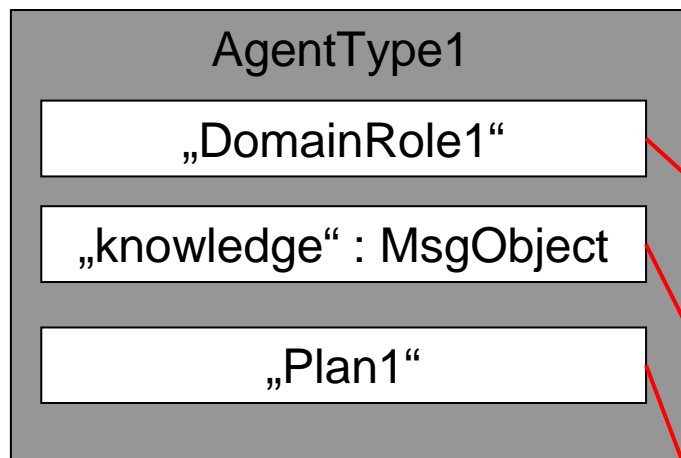 AgentType1
„DomainRole1“
„knowledge“ : MsgObject
„Plan1“